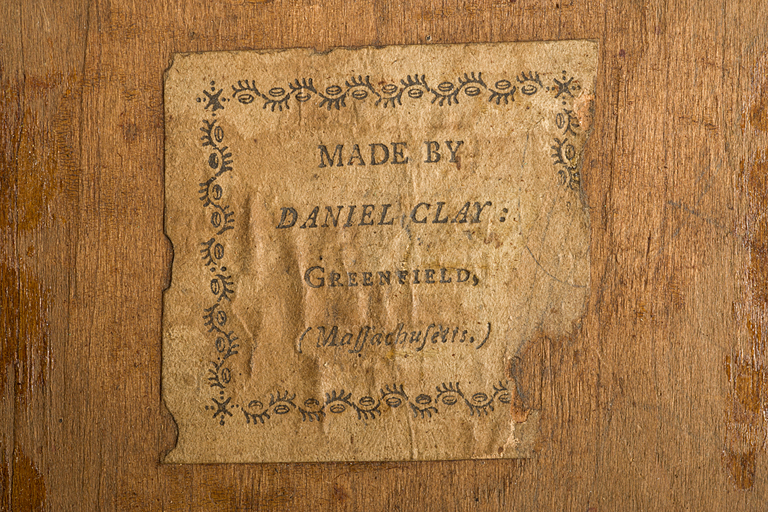 MADE BY
DANIEL CLAY:
GREENFIELD,
(Maſſachuſetts.)